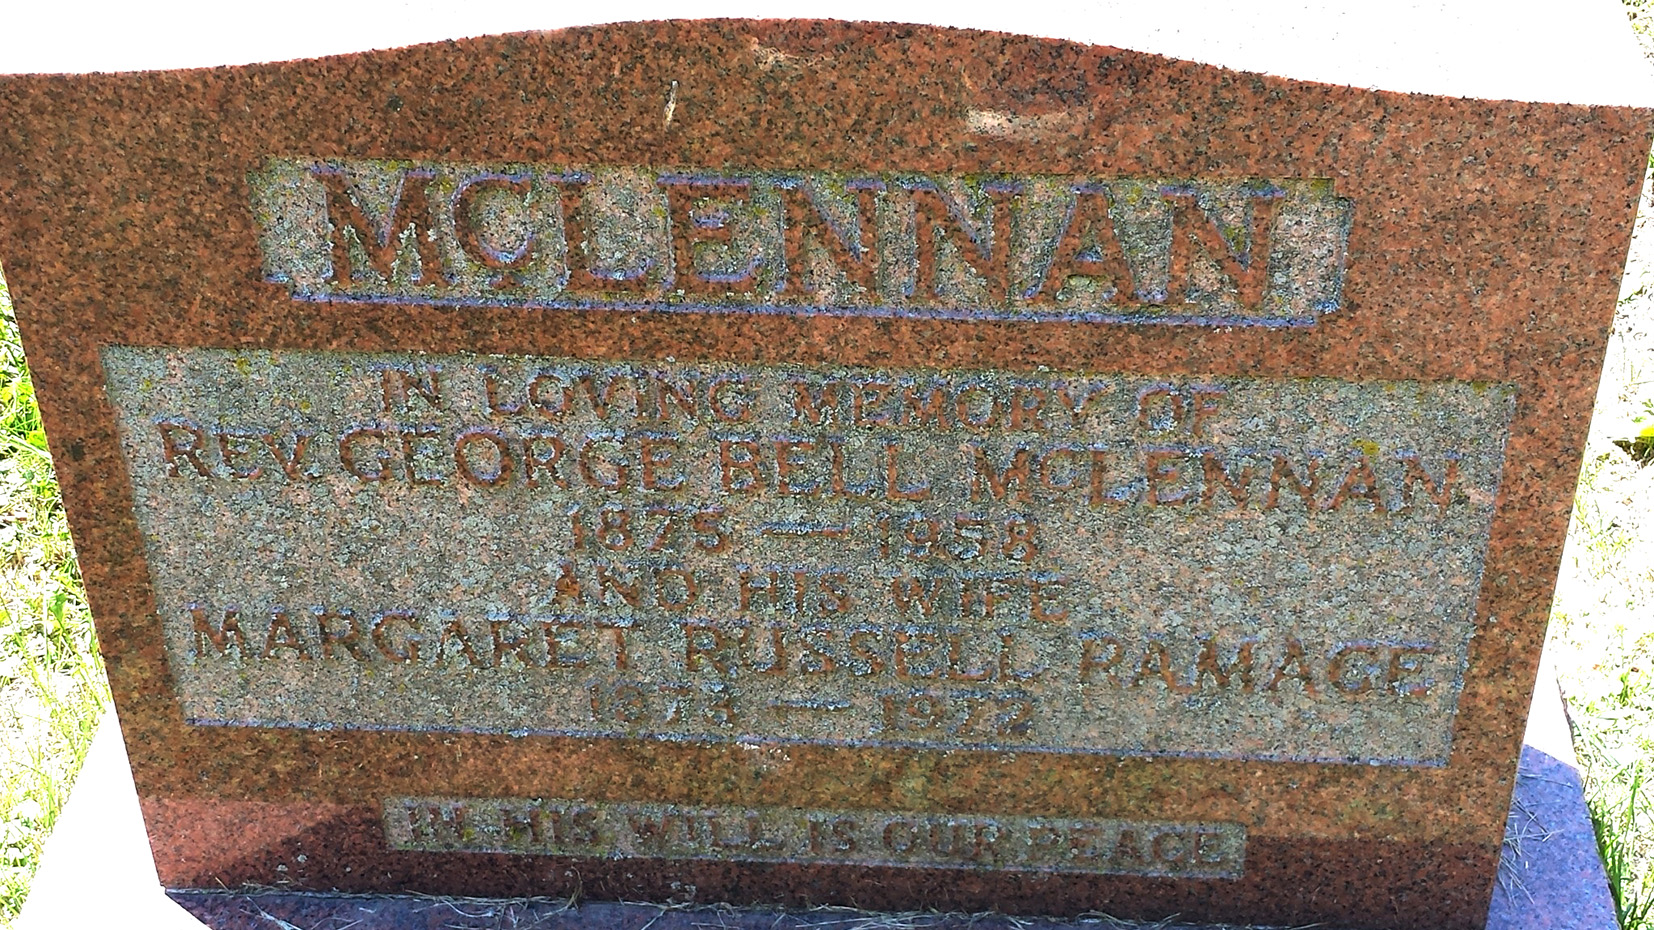 McLENNAN
IN LOVING MEMORY OF
REV. GEORGE BELL McLENNAN
1875 — 1958
AND HIS WIFE
MARGARET RUSSELL RAMAGE
1873 — 1972
IN HIS WILL IS OUR PEACE